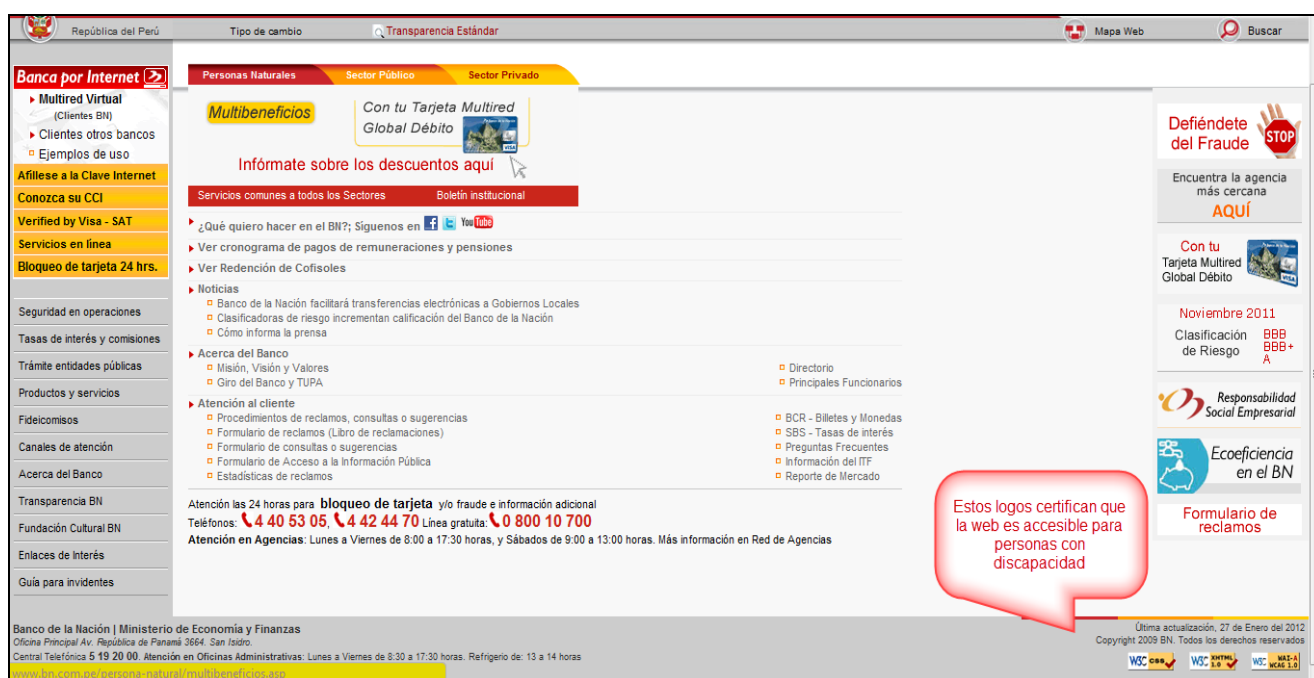 República del Perú
Tipo de cambio
Transparencia Estándar
Mapa Web
Buscar
Banca por Internet
Multired Virtual
(Clientes BN)
Clientes otros bancos
Ejemplos de uso
Afíllese a la Clave Internet
Conozca su CCI
Verified by Visa - SAT
Servicios en línea
Bloqueo de tarjeta 24 hrs.
Seguridad en operaciones
Tasas de interés y comisiones
Trámite entidades públicas
Productos y servicios
Fideicomisos
Canales de atención
Acerca del Banco
Transparencia BN
Fundación Cultural BN
Enlaces de Interés
Guía para invidentes
Personas Naturales
Sector Público
Sector Privado
Multibeneficios
Con tu Tarjeta Multired
Global Débito
VISA
Infórmate sobre los descuentos aquí
Servicios comunes a todos los Sectores
Boletín institucional
¿Qué quiero hacer en el BN?; Síguenos en f t YouTube
Ver cronograma de pagos de remuneraciones y pensiones
Ver Redención de Cofisoles
Noticias
Banco de la Nación facilitará transferencias electrónicas a Gobiernos Locales
Clasificadoras de riesgo incrementan calificación del Banco de la Nación
Cómo informa la prensa
Acerca del Banco
Misión, Visión y Valores
Giro del Banco y TUPA
Directorio
Principales Funcionarios
Atención al cliente
Procedimientos de reclamos, consultas o sugerencias
Formulario de reclamos (Libro de reclamaciones)
Formulario de consultas o sugerencias
Formulario de Acceso a la Información Pública
Estadísticas de reclamos
BCR - Billetes y Monedas
SBS - Tasas de interés
Preguntas Frecuentes
Información del ITF
Reporte de Mercado
Atención las 24 horas para bloqueo de tarjeta y/o fraude e información adicional
Teléfonos: 4 40 53 05, 4 42 44 70 Línea gratuita: 0 800 10 700
Atención en Agencias: Lunes a Viernes de 8:00 a 17:30 horas, y Sábados de 9:00 a 13:00 horas. Más información en Red de Agencias
Defiéndete
del Fraude
STOP
Encuentra la agencia
más cercana
AQUÍ
Con tu
Tarjeta Multired
Global Débito
VISA
Noviembre 2011
Clasificación
de Riesgo
BBB
BBB+
A
Responsabilidad
Social Empresarial
Ecoeficiencia
en el BN
Formulario de
reclamos
Estos logos certifican que
la web es accesible para
personas con
discapacidad
Banco de la Nación | Ministerio de Economía y Finanzas
Oficina Principal Av. República de Panamá 3664. San Isidro.
Central Telefónica 5 19 20 00. Atención en Oficinas Administrativas: Lunes a Viernes de 8:30 a 17:30 horas. Refrigerio de: 13 a 14 horas
www.bn.com.pe/persona-natural/multibeneficios.asp
Última actualización, 27 de Enero del 2012
Copyright 2009 BN. Todos los derechos reservados
W3C css
W3C XHTML 1.0
W3C WAI-A WCAG 1.0